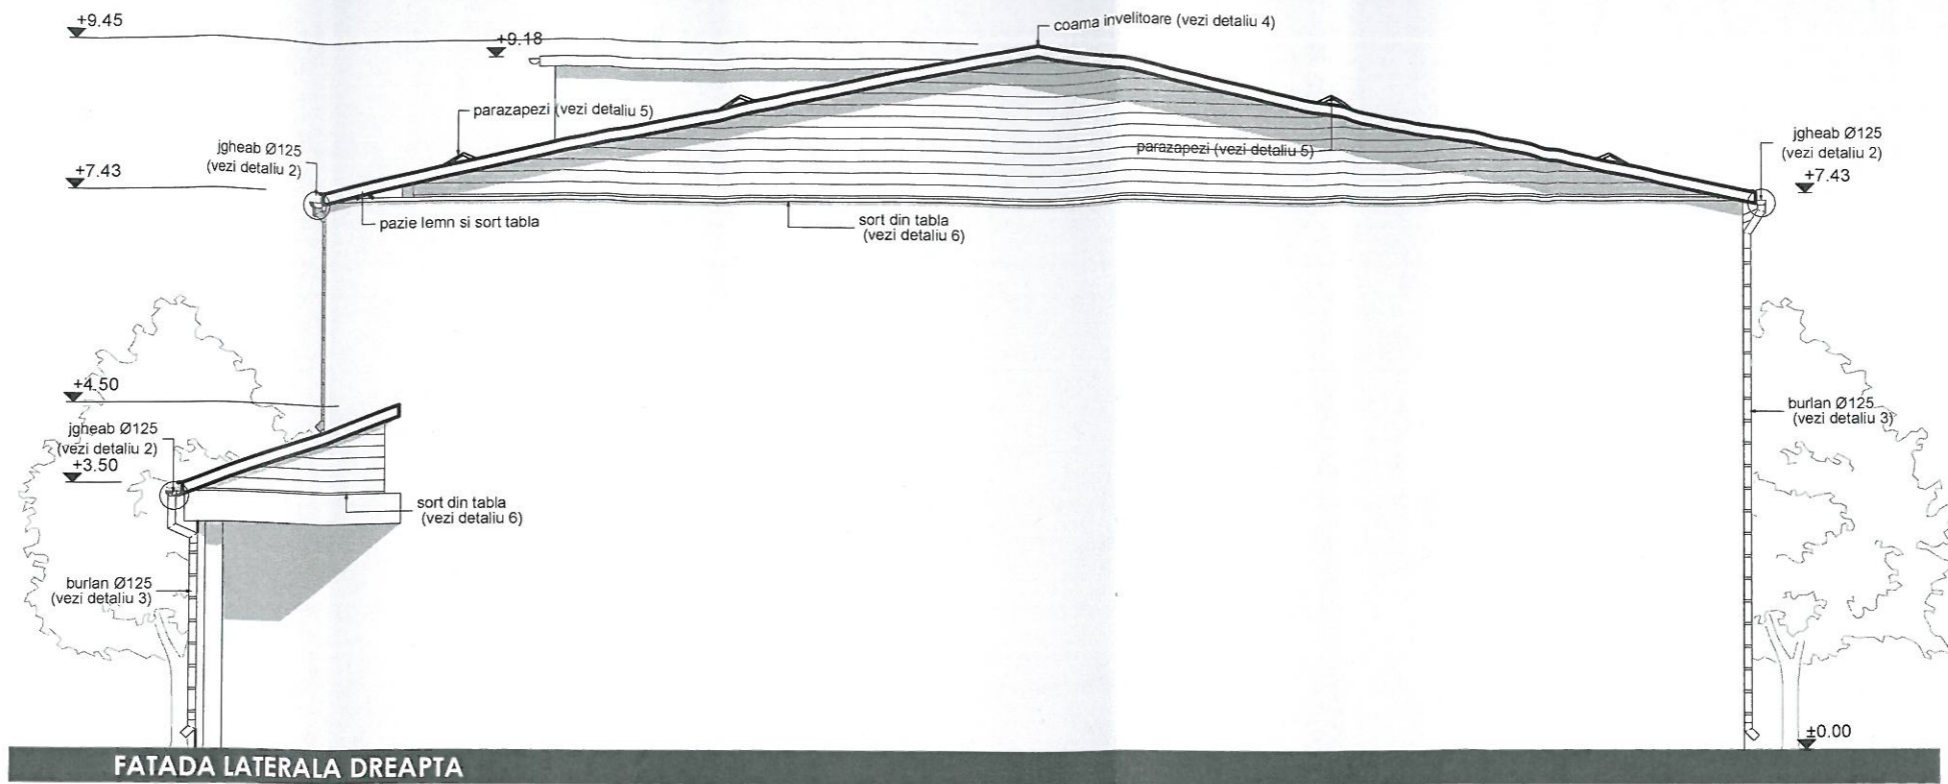 +9.45
coama invelitoare (vezi detaliu 4)
+9.18
parazapezi (vezi detaliu 5)
jgheab Ø125
(vezi detaliu 2)
parazapezi (vezi detaliu 5)
jgheab Ø125
(vezi detaliu 2)
+7.43
+7.43
pazie lemn si sort tabla
sort din tabla
(vezi detaliu 6)
+4.50
jgheab Ø125
(vezi detaliu 2)
+3.50
burlan Ø125
(vezi detaliu 3)
sort din tabla
(vezi detaliu 6)
burlan Ø125
(vezi detaliu 3)
±0.00
FATADA LATERALA DREAPTA